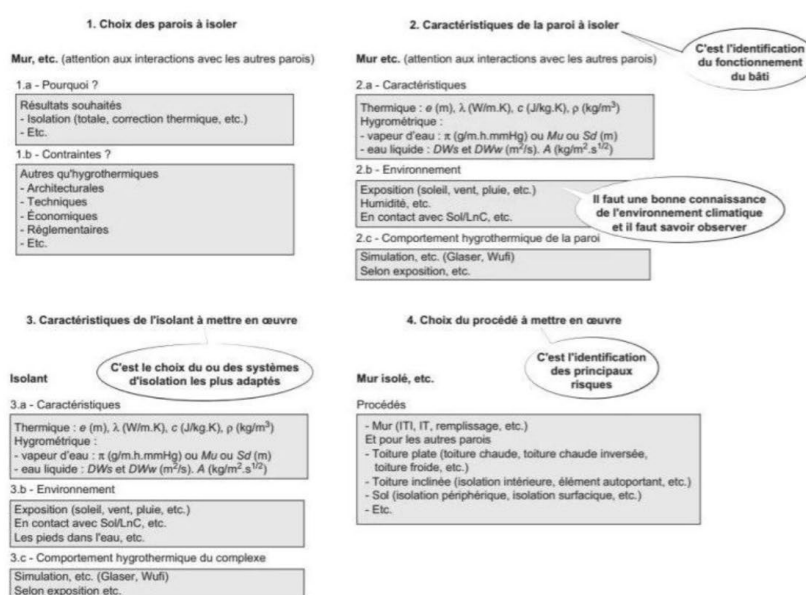 1. Choix des parois à isoler
Mur, etc. (attention aux interactions avec les autres parois)
1.a - Pourquoi ?
Résultats souhaités
- Isolation (totale, correction thermique, etc.)
- Etc.
1.b - Contraintes ?
Autres qu'hygrothermiques
- Architecturales
- Techniques
- Économiques
- Réglementaires
- Etc.
2. Caractéristiques de la paroi à isoler
C'est l'identification
du fonctionnement
du bâti
Mur etc. (attention aux interactions avec les autres parois)
2.a - Caractéristiques
Thermique : e (m), λ (W/m.K), c (J/kg.K), ρ (kg/m³)
Hygrométrique :
- vapeur d'eau : π (g/m.h.mmHg) ou Mu ou Sd (m)
- eau liquide : DWs et DWw (m²/s). A (kg/m².s^1/2)
2.b - Environnement
Exposition (soleil, vent, pluie, etc.)
Humidité, etc.
En contact avec Sol/LnC, etc.
Il faut une bonne connaissance
de l'environnement climatique
et il faut savoir observer
2.c - Comportement hygrothermique de la paroi
Simulation, etc. (Glaser, Wufi)
Selon exposition, etc.
3. Caractéristiques de l'isolant à mettre en œuvre
C'est le choix du ou des systèmes
d'isolation les plus adaptés
Isolant
3.a - Caractéristiques
Thermique : e (m), λ (W/m.K), c (J/kg.K), ρ (kg/m³)
Hygrométrique :
- vapeur d'eau : π (g/m.h.mmHg) ou Mu ou Sd (m)
- eau liquide : DWs et DWw (m²/s). A (kg/m².s^1/2)
3.b - Environnement
Exposition (soleil, vent, pluie, etc.)
En contact avec Sol/LnC, etc.
Les pieds dans l'eau, etc.
3.c - Comportement hygrothermique du complexe
Simulation, etc. (Glaser, Wufi)
Selon exposition etc.
4. Choix du procédé à mettre en œuvre
C'est l'identification
des principaux
risques
Mur isolé, etc.
Procédés
- Mur (ITI, IT, remplissage, etc.)
Et pour les autres parois
- Toiture plate (toiture chaude, toiture chaude inversée,
toiture froide, etc.)
- Toiture inclinée (isolation intérieure, élément autoportant, etc.)
- Sol (isolation périphérique, isolation surfacique, etc.)
- Etc.